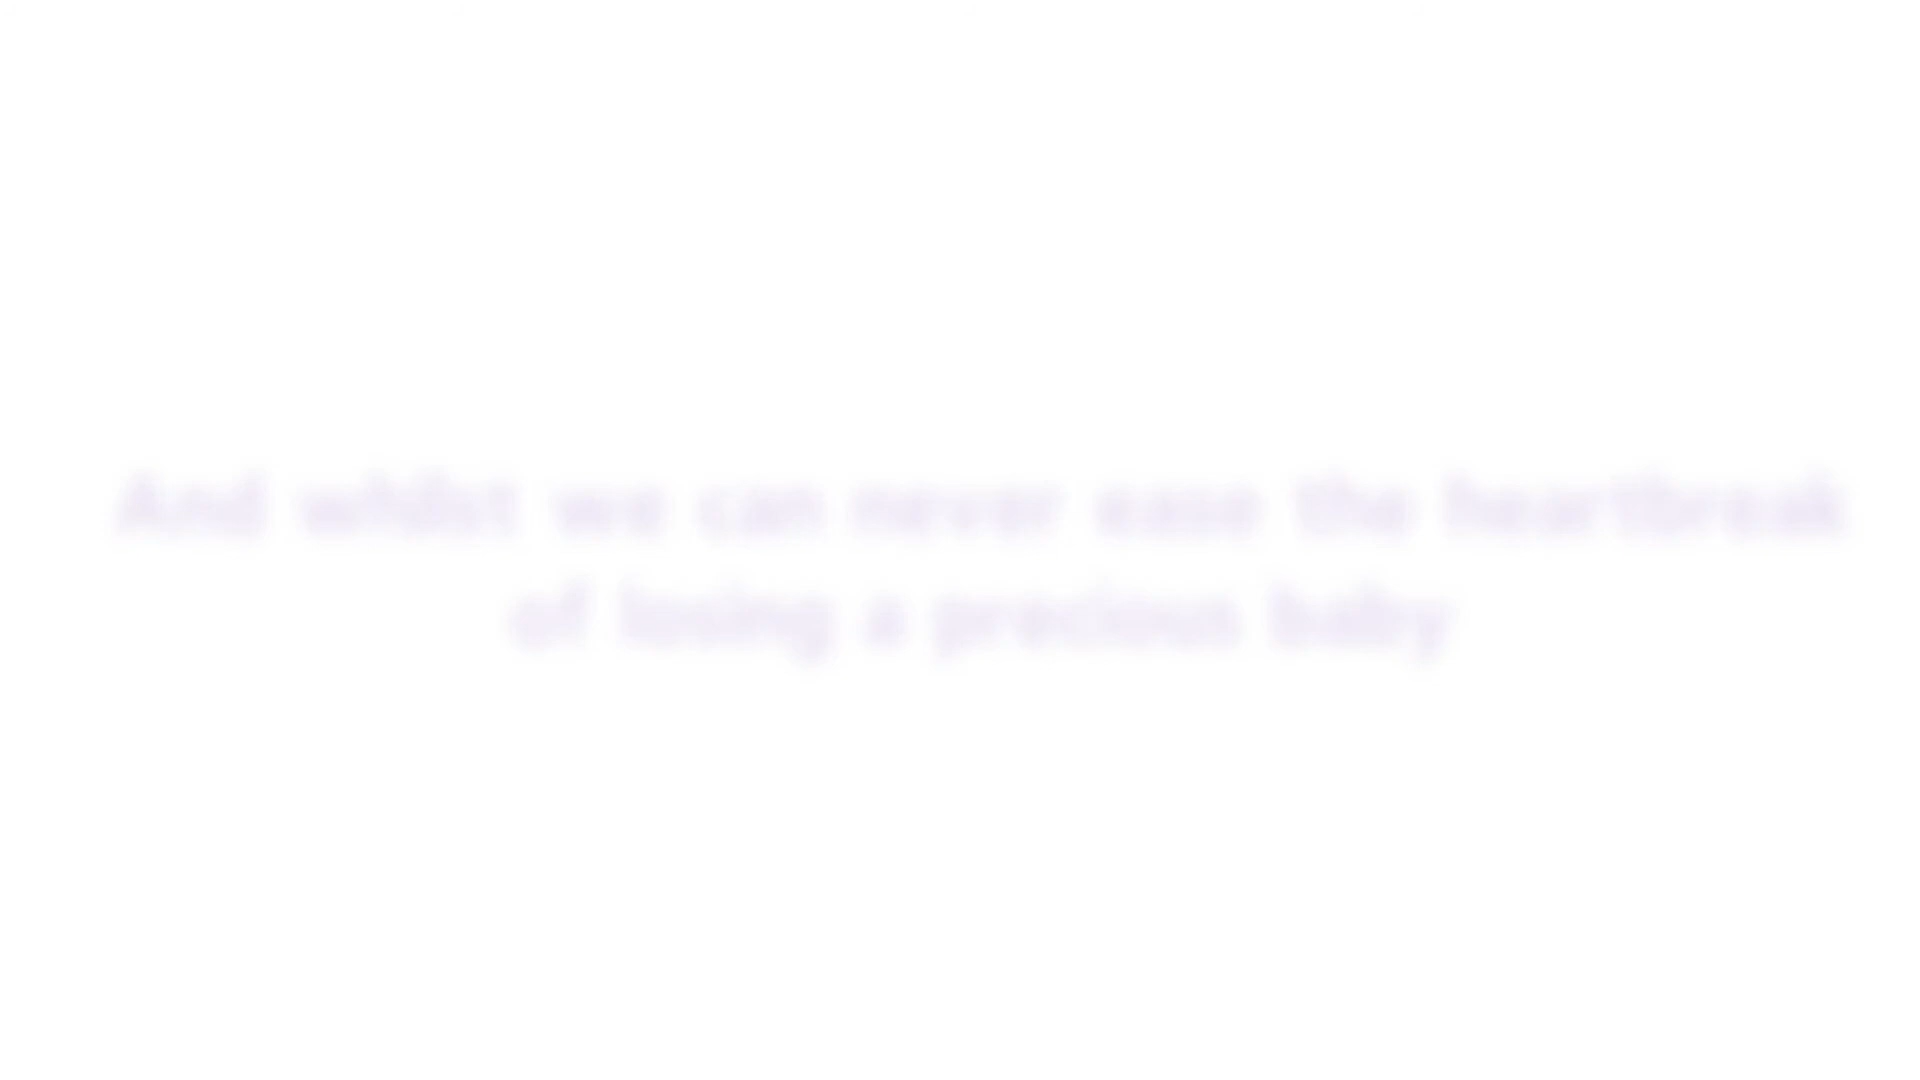 And whilst we can never ease the heartbreak
of losing a precious baby